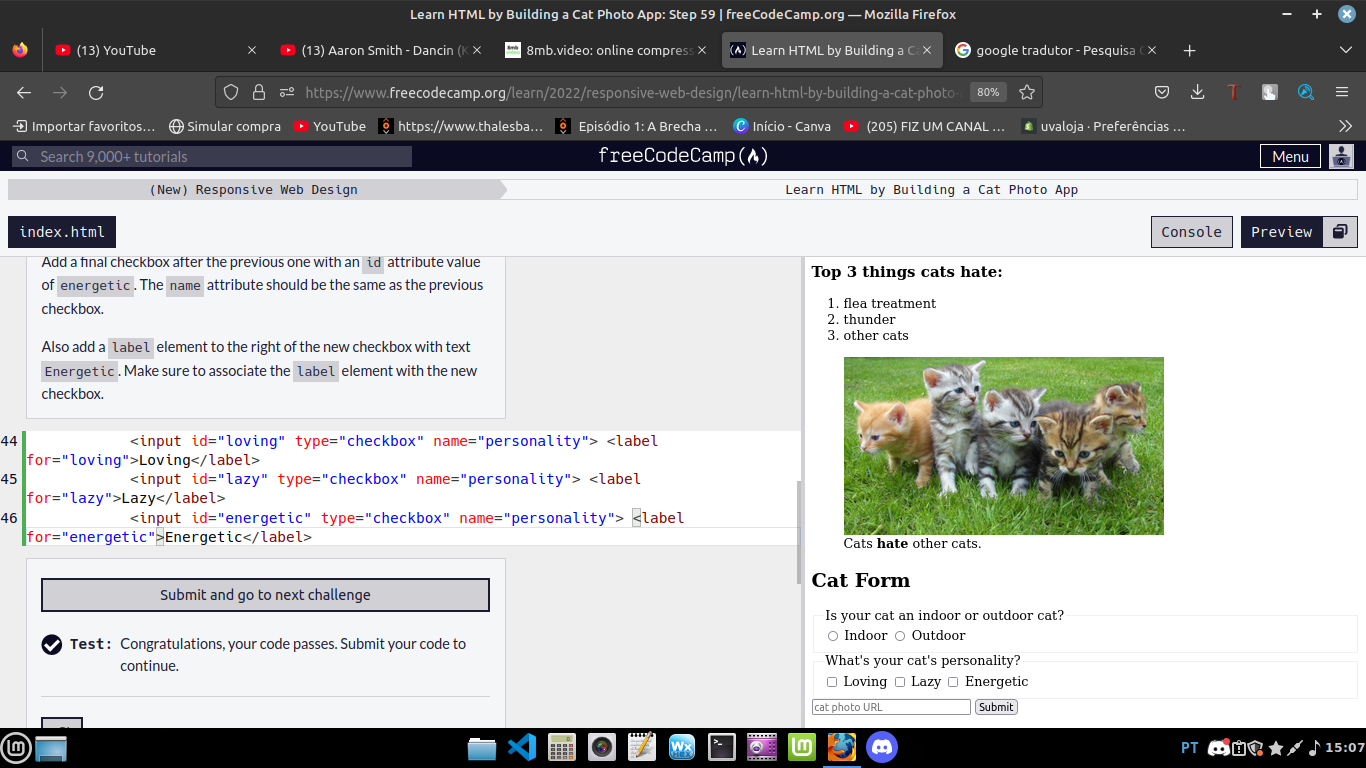 Learn HTML by Building a Cat Photo App: Step 59 | freeCodeCamp.org — Mozilla Firefox
(13) YouTube
(13) Aaron Smith - Dancin (K
8mb.video: online compress
Learn HTML by Building a Ca
google tradutor - Pesquisa G
https://www.freecodecamp.org/learn/2022/responsive-web-design/learn-html-by-building-a-cat-photo-
80%
Importar favoritos…
Simular compra
YouTube
https://www.thalesba…
Episódio 1: A Brecha …
Início - Canva
(205) FIZ UM CANAL …
uvaloja · Preferências …
Search 9,000+ tutorials
freeCodeCamp
Menu
(New) Responsive Web Design
Learn HTML by Building a Cat Photo App
index.html
Console
Preview
Add a final checkbox after the previous one with an id attribute value
of energetic. The name attribute should be the same as the previous
checkbox.
Also add a label element to the right of the new checkbox with text
Energetic. Make sure to associate the label element with the new
checkbox.
44 <input id="loving" type="checkbox" name="personality"> <label
for="loving">Loving</label>
45 <input id="lazy" type="checkbox" name="personality"> <label
for="lazy">Lazy</label>
46 <input id="energetic" type="checkbox" name="personality"> <label
for="energetic">Energetic</label>
Submit and go to next challenge
Test: Congratulations, your code passes. Submit your code to
continue.
Top 3 things cats hate:
1. flea treatment
2. thunder
3. other cats
Cats hate other cats.
Cat Form
Is your cat an indoor or outdoor cat?
Indoor Outdoor
What's your cat's personality?
Loving Lazy Energetic
cat photo URL
Submit
PT
15:07